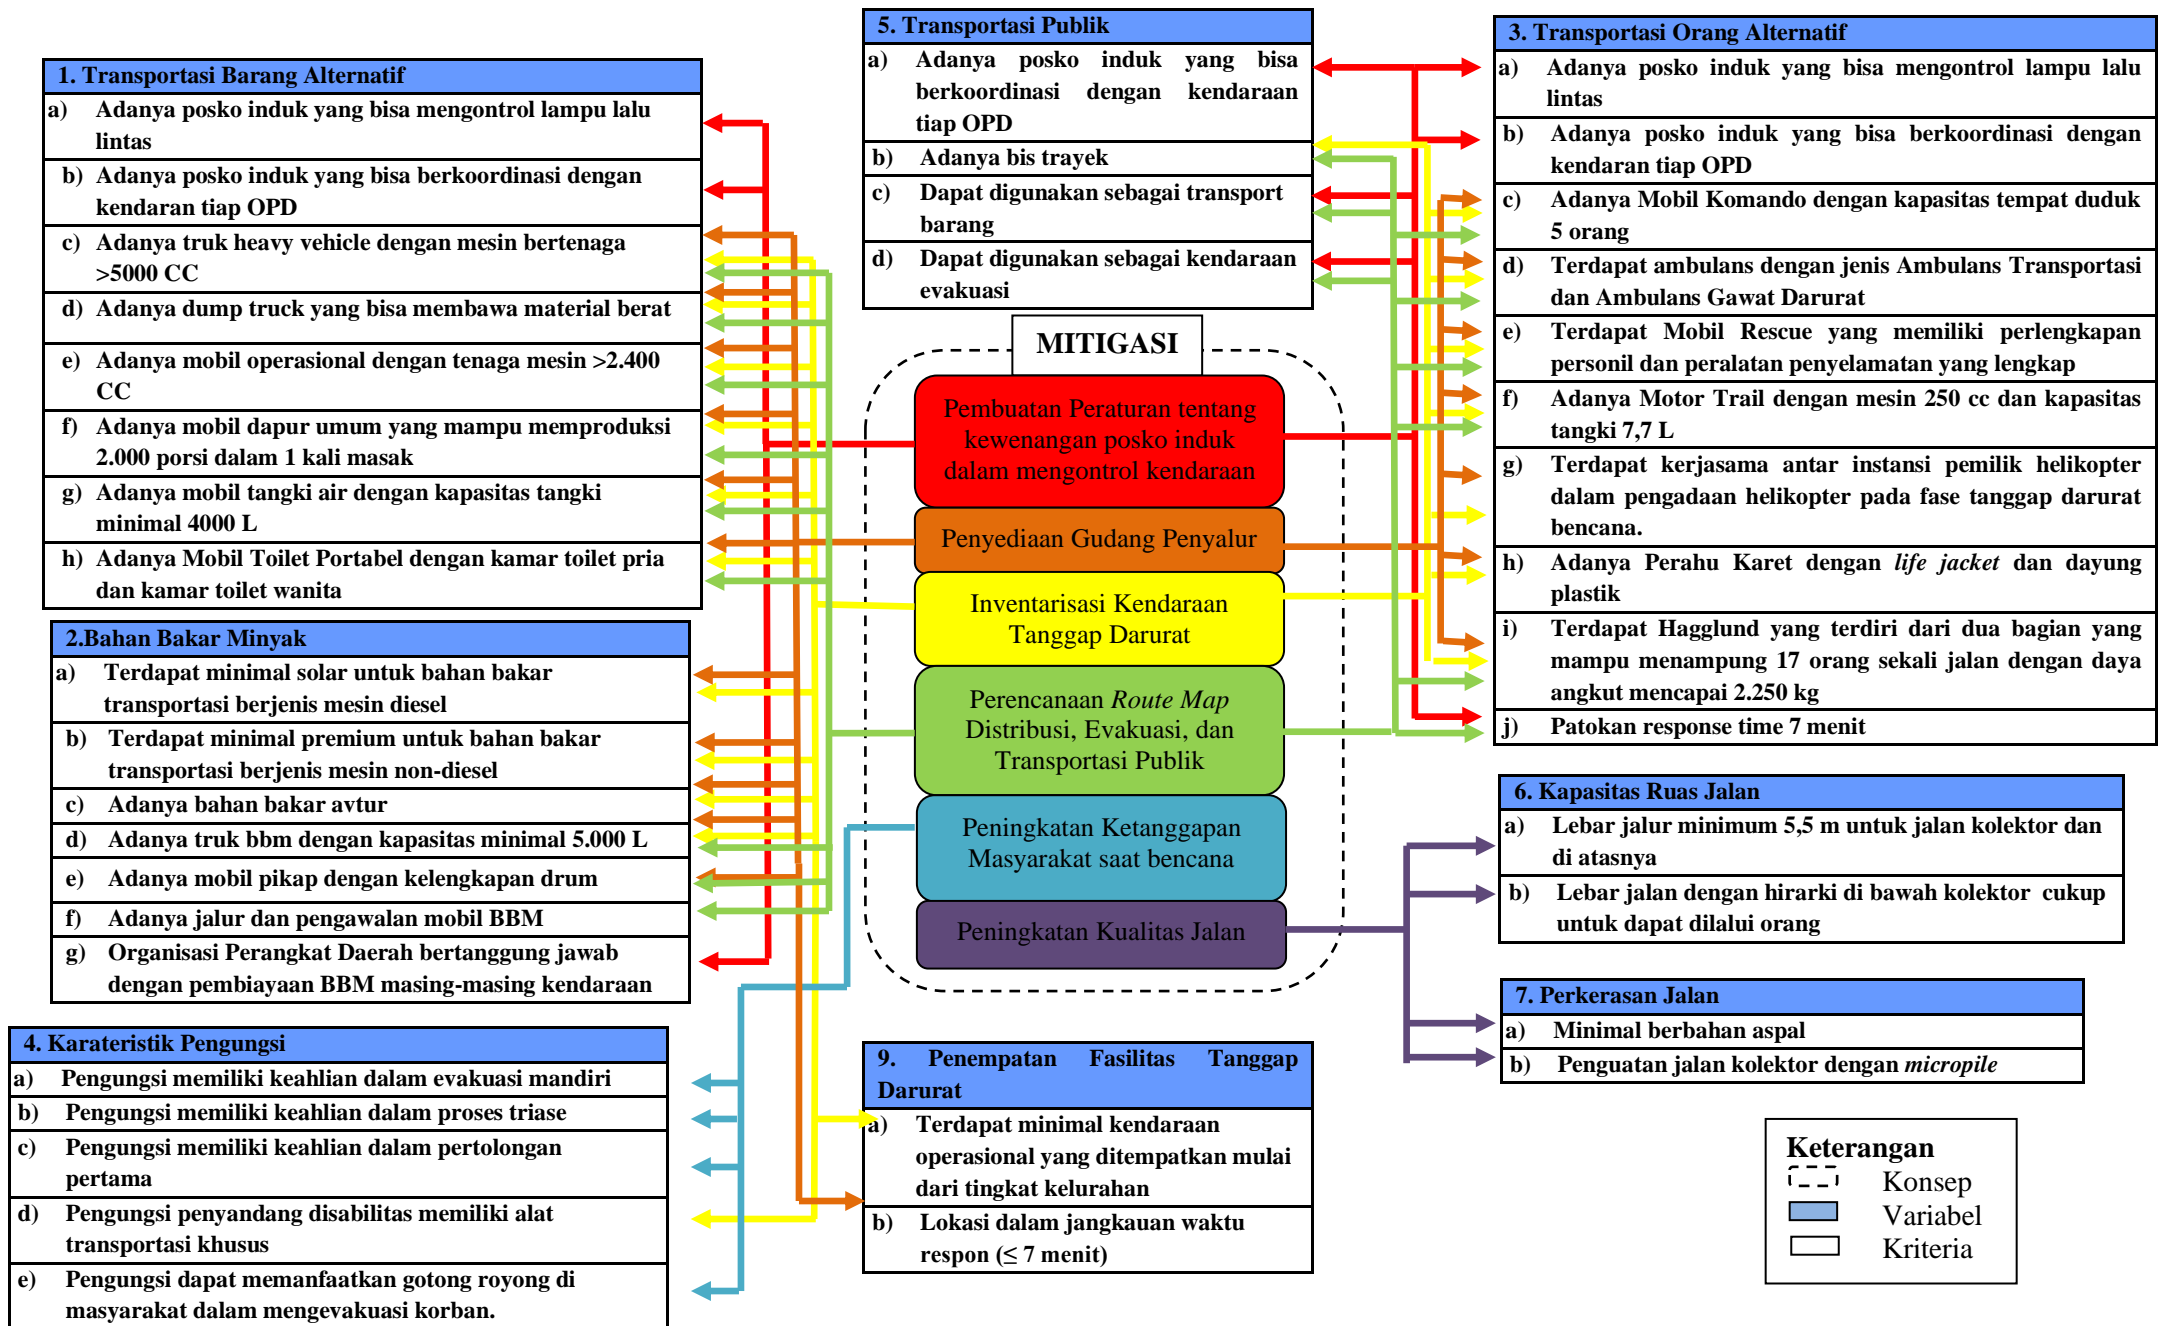 1. Transportasi Barang Alternatif
a) Adanya posko induk yang bisa mengontrol lampu lalu
lintas
b) Adanya posko induk yang bisa berkoordinasi dengan
kendaran tiap OPD
c) Adanya truk heavy vehicle dengan mesin bertenaga
>5000 CC
d) Adanya dump truck yang bisa membawa material berat
e) Adanya mobil operasional dengan tenaga mesin >2.400
CC
f) Adanya mobil dapur umum yang mampu memproduksi
2.000 porsi dalam 1 kali masak
g) Adanya mobil tangki air dengan kapasitas tangki
minimal 4000 L
h) Adanya Mobil Toilet Portabel dengan kamar toilet pria
dan kamar toilet wanita
2.Bahan Bakar Minyak
a) Terdapat minimal solar untuk bahan bakar
transportasi berjenis mesin diesel
b) Terdapat minimal premium untuk bahan bakar
transportasi berjenis mesin non-diesel
c) Adanya bahan bakar avtur
d) Adanya truk bbm dengan kapasitas minimal 5.000 L
e) Adanya mobil pikap dengan kelengkapan drum
f) Adanya jalur dan pengawalan mobil BBM
g) Organisasi Perangkat Daerah bertanggung jawab
dengan pembiayaan BBM masing-masing kendaraan
4. Karateristik Pengungsi
a) Pengungsi memiliki keahlian dalam evakuasi mandiri
b) Pengungsi memiliki keahlian dalam proses triase
c) Pengungsi memiliki keahlian dalam pertolongan
pertama
d) Pengungsi penyandang disabilitas memiliki alat
transportasi khusus
e) Pengungsi dapat memanfaatkan gotong royong di
masyarakat dalam mengevakuasi korban.
5. Transportasi Publik
a) Adanya posko induk yang bisa
berkoordinasi dengan kendaran
tiap OPD
b) Adanya bis trayek
c) Dapat digunakan sebagai transport
barang
d) Dapat digunakan sebagai kendaraan
evakuasi
MITIGASI
Pembuatan Peraturan tentang
kewenangan posko induk
dalam mengontrol kendaraan
Penyediaan Gudang Penyalur
Inventarisasi Kendaraan
Tanggap Darurat
Perencanaan Route Map
Distribusi, Evakuasi, dan
Transportasi Publik
Peningkatan Ketanggapan
Masyarakat saat bencana
Peningkatan Kualitas Jalan
9. Penempatan Fasilitas Tanggap
Darurat
a) Terdapat minimal kendaraan
operasional yang ditempatkan mulai
dari tingkat kelurahan
b) Lokasi dalam jangkauan waktu
respon (≤ 7 menit)
3. Transportasi Orang Alternatif
a) Adanya posko induk yang bisa mengontrol lampu lalu
lintas
b) Adanya posko induk yang bisa berkoordinasi dengan
kendaran tiap OPD
c) Adanya Mobil Komando dengan kapasitas tempat duduk
5 orang
d) Terdapat ambulans dengan jenis Ambulans Transportasi
dan Ambulans Gawat Darurat
e) Terdapat Mobil Rescue yang memiliki perlengkapan
personil dan peralatan penyelamatan yang lengkap
f) Adanya Motor Trail dengan mesin 250 cc dan kapasitas
tangki 7,7 L
g) Terdapat kerjasama antar instansi pemilik helikopter
dalam pengadaan helikopter pada fase tanggap darurat
bencana.
h) Adanya Perahu Karet dengan life jacket dan dayung
plastik
i) Terdapat Hagglund yang terdiri dari dua bagian yang
mampu menampung 17 orang sekali jalan dengan daya
angkut mencapai 2.250 kg
j) Patokan response time 7 menit
6. Kapasitas Ruas Jalan
a) Lebar jalur minimum 5,5 m untuk jalan kolektor dan
di atasnya
b) Lebar jalan dengan hirarki di bawah kolektor cukup
untuk dapat dilalui orang
7. Perkerasan Jalan
a) Minimal berbahan aspal
b) Penguatan jalan kolektor dengan micropile
Keterangan
Konsep
Variabel
Kriteria